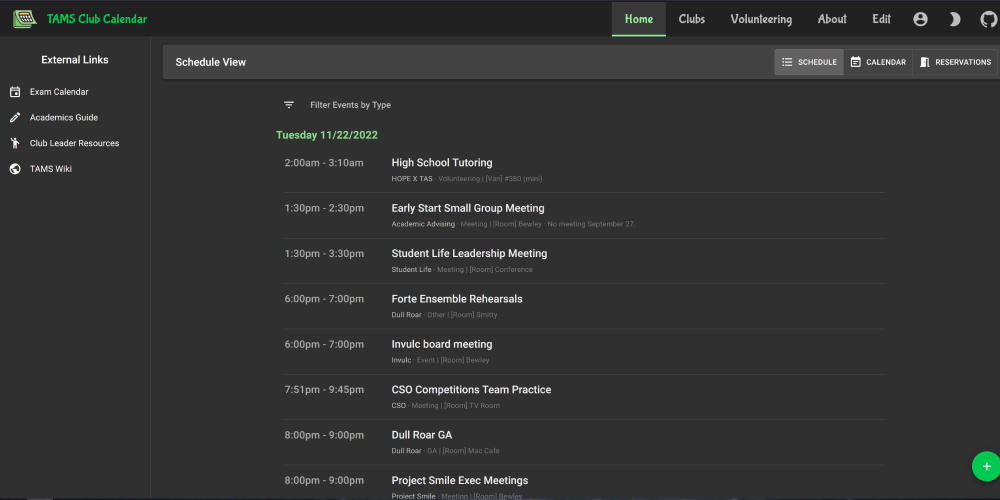 TAMS Club Calendar
Home
Clubs
Volunteering
About
Edit
External Links
Exam Calendar
Academics Guide
Club Leader Resources
TAMS Wiki
Schedule View
SCHEDULE
CALENDAR
RESERVATIONS
Filter Events by Type
Tuesday 11/22/2022
2:00am - 3:10am
High School Tutoring
HOPE X TAS · Volunteering | [Van] #380 (mini)
1:30pm - 2:30pm
Early Start Small Group Meeting
Academic Advising · Meeting | [Room] Bewley · No meeting September 27.
1:30pm - 3:30pm
Student Life Leadership Meeting
Student Life · Meeting | [Room] Conference
6:00pm - 7:00pm
Forte Ensemble Rehearsals
Dull Roar · Other | [Room] Smitty
6:00pm - 7:00pm
Invulc board meeting
Invulc · Event | [Room] Bewley
7:51pm - 9:45pm
CSO Competitions Team Practice
CSO · Meeting | [Room] TV Room
8:00pm - 9:00pm
Dull Roar GA
Dull Roar · GA | [Room] Mac Cafe
8:00pm - 9:00pm
Project Smile Exec Meetings
Project Smile · Meeting | [Room] Bewley